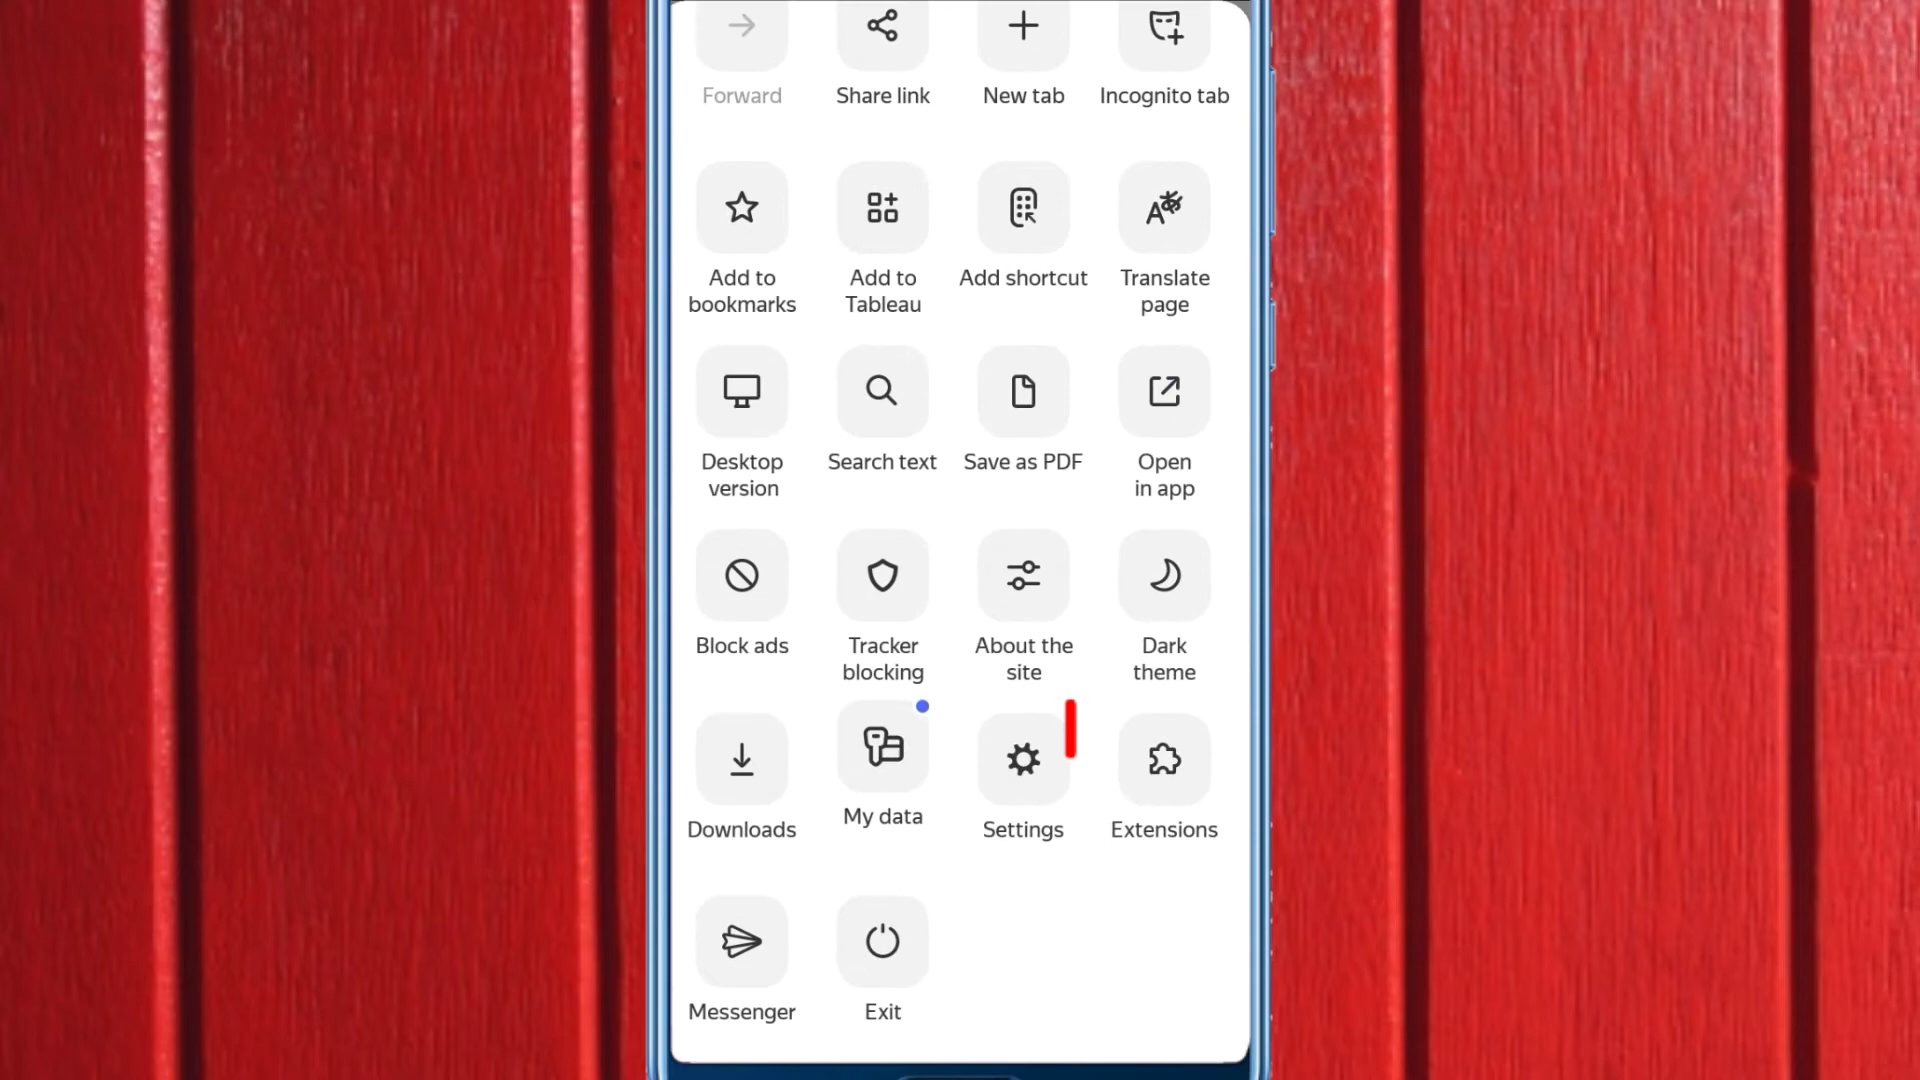 Forward
Share link
New tab
Incognito tab
Add to
bookmarks
Add to
Tableau
Add shortcut
Translate
page
Desktop
version
Search text
Save as PDF
Open
in app
Block ads
Tracker
blocking
About the
site
Dark
theme
Downloads
My data
Settings
Extensions
Messenger
Exit